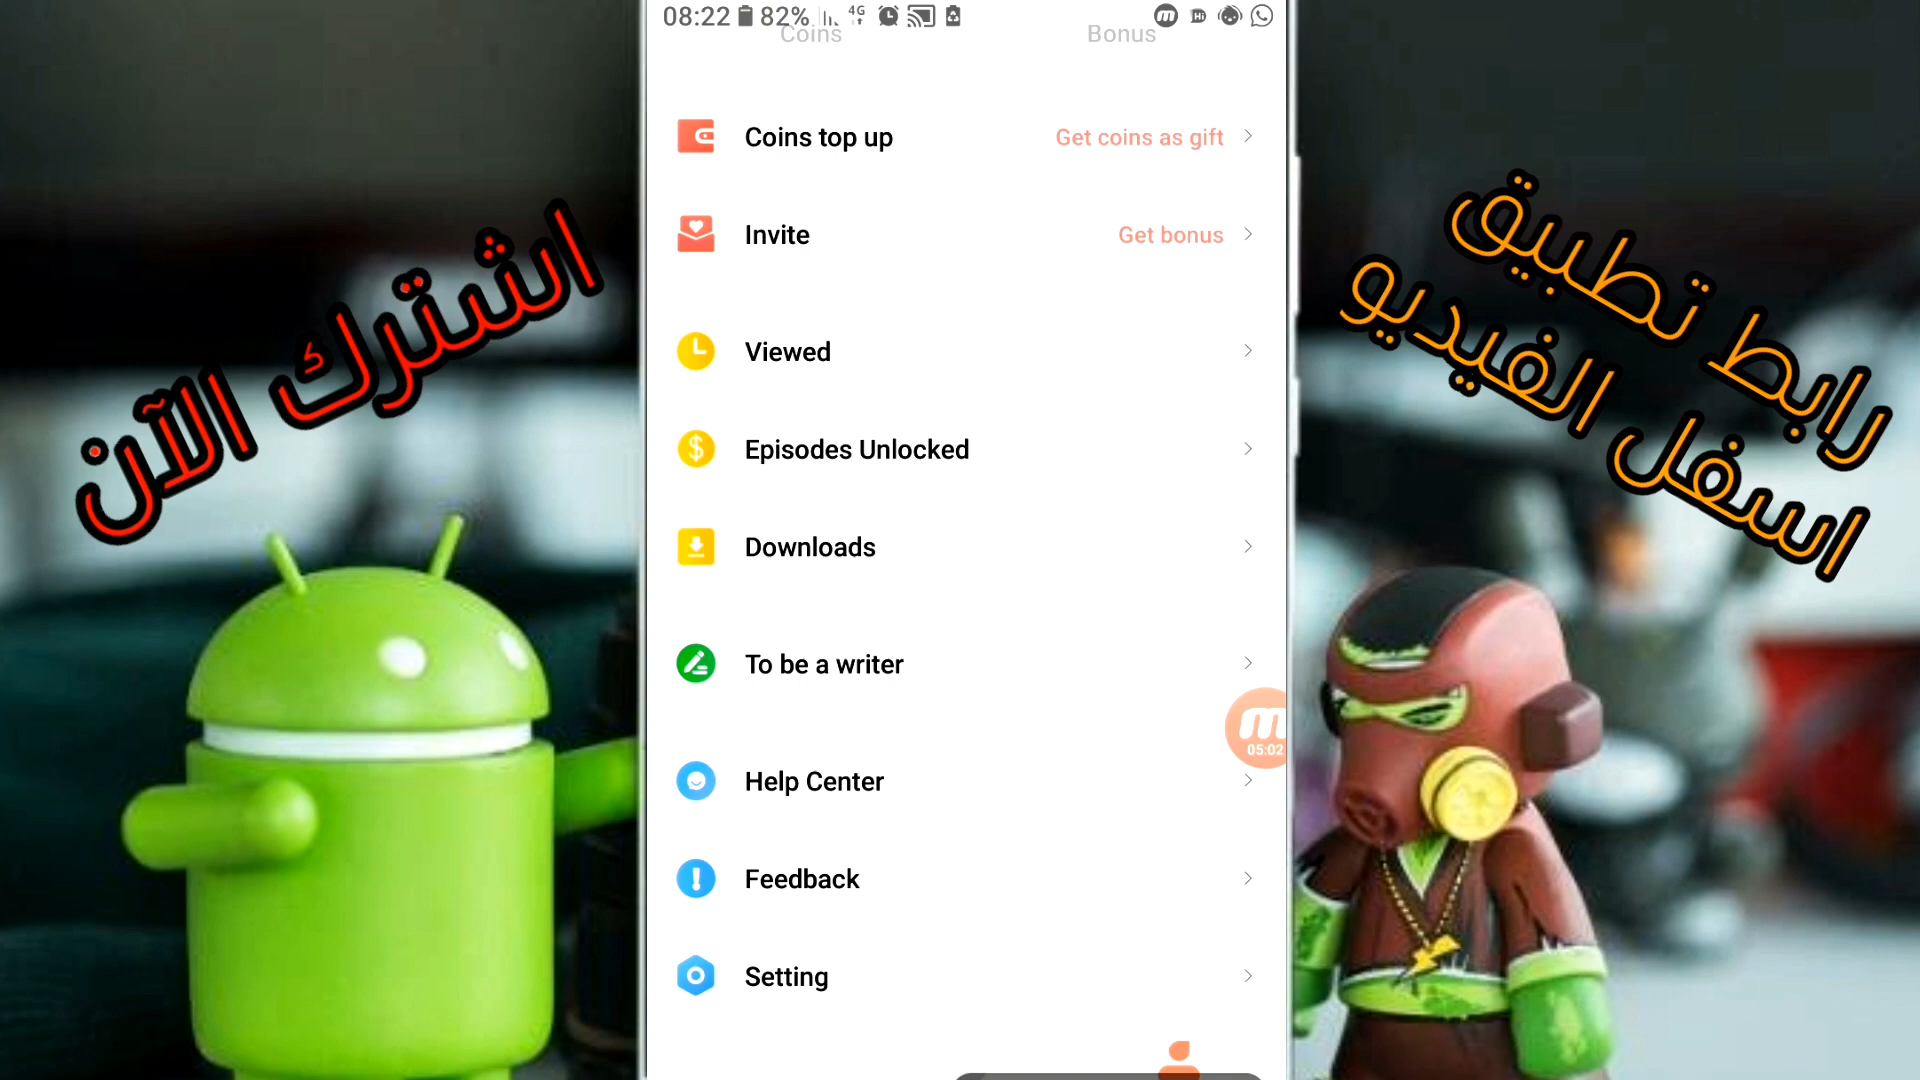 08:22 82% 4G
Coins Bonus
Coins top up Get coins as gift
Invite Get bonus
Viewed
Episodes Unlocked
Downloads
To be a writer
05:02
Help Center
Feedback
Setting
اشترك الآن
رابط تطبيق
اسفل الفيديو